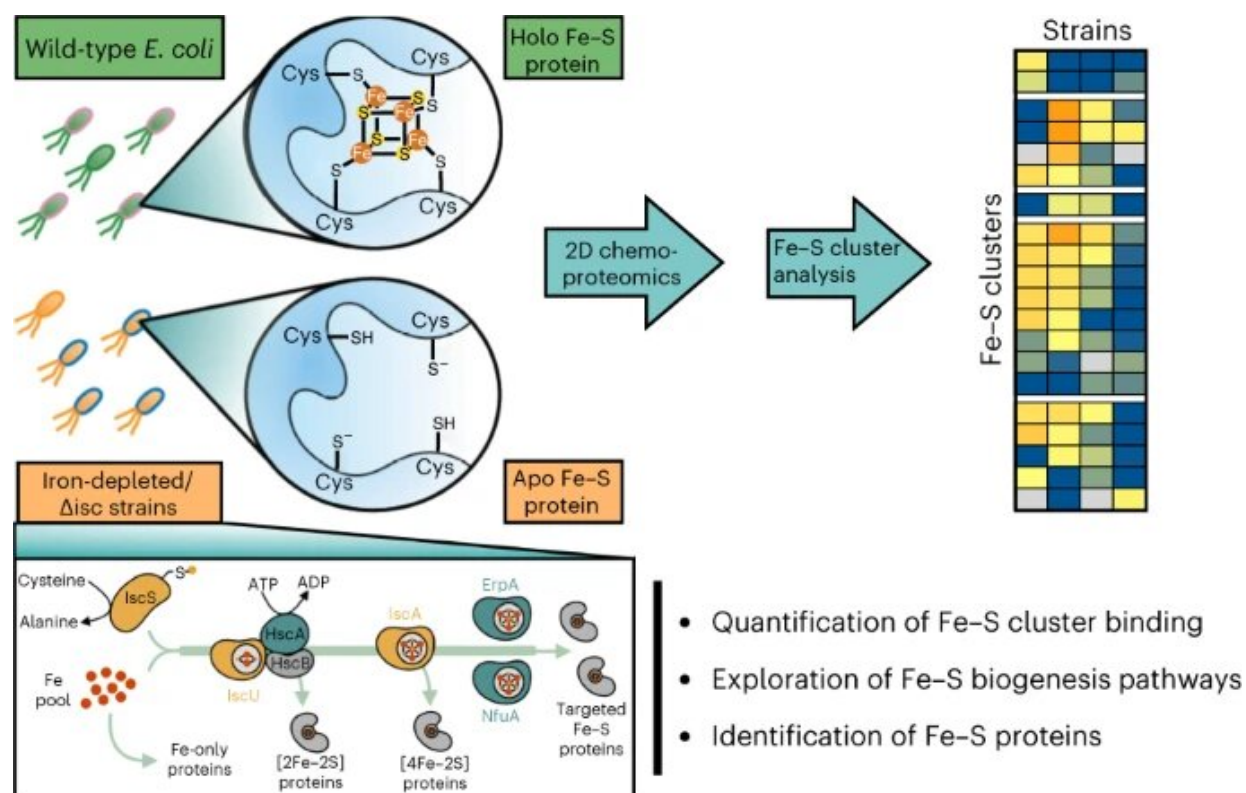 Wild-type E. coli
Holo Fe–S
protein
Cys
S
Cys
Fe
S
S
Fe
S
S
Fe
Fe
S
S
S
Cys
Cys
Cys
SH
Cys
S⁻
SH
S⁻
Cys
Cys
Iron-depleted/
Δisc strains
Apo Fe–S
protein
2D chemo-
proteomics
Fe–S cluster
analysis
Strains
Fe–S clusters
Cysteine
Alanine
S
IscS
Fe
pool
Fe-only
proteins
ATP
ADP
HscA
HscB
IscU
[2Fe–2S]
proteins
IscA
[4Fe–2S]
proteins
ErpA
NfuA
Targeted
Fe–S
proteins
• Quantification of Fe–S cluster binding
• Exploration of Fe–S biogenesis pathways
• Identification of Fe–S proteins